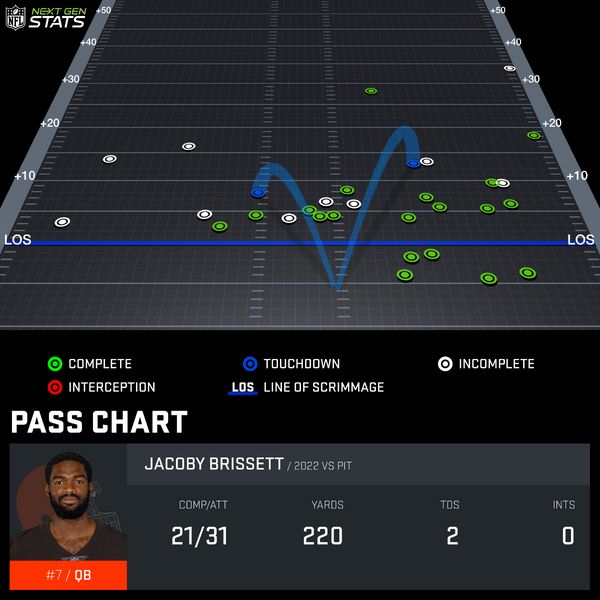 NFL NEXT GEN STATS
+50 +50
+40 +40
+30 +30
+20 +20
+10 +10
LOS LOS
COMPLETE TOUCHDOWN INCOMPLETE
INTERCEPTION LOS LINE OF SCRIMMAGE
PASS CHART
JACOBY BRISSETT / 2022 VS PIT
COMP/ATT YARDS TDS INTS
21/31 220 2 0
#7 / QB